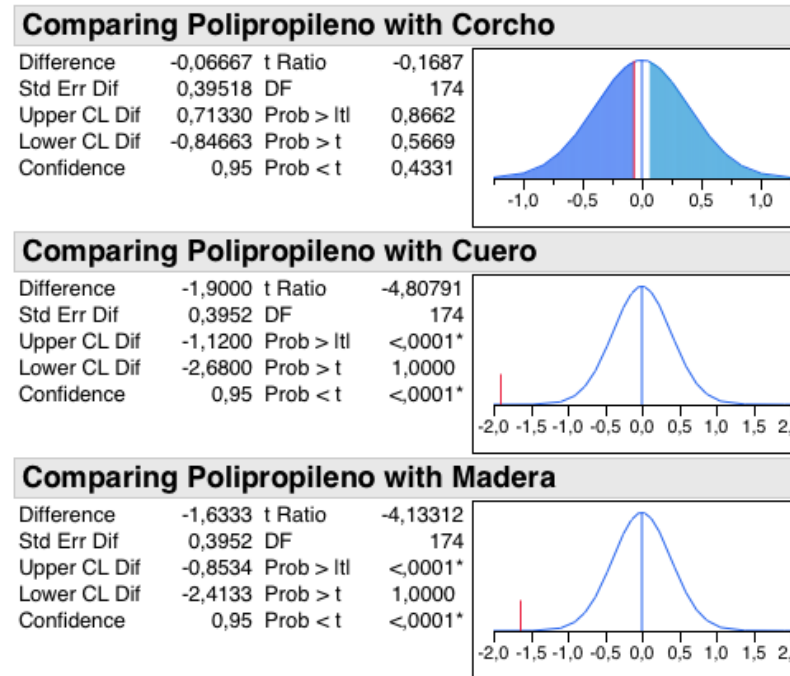 Comparing Polipropileno with Corcho
Difference -0,06667 t Ratio -0,1687
Std Err Dif 0,39518 DF 174
Upper CL Dif 0,71330 Prob > |t| 0,8662
Lower CL Dif -0,84663 Prob > t 0,5669
Confidence 0,95 Prob < t 0,4331
-1,0 -0,5 0,0 0,5 1,0
Comparing Polipropileno with Cuero
Difference -1,9000 t Ratio -4,80791
Std Err Dif 0,3952 DF 174
Upper CL Dif -1,1200 Prob > |t| <,0001*
Lower CL Dif -2,6800 Prob > t 1,0000
Confidence 0,95 Prob < t <,0001*
-2,0 -1,5 -1,0 -0,5 0,0 0,5 1,0 1,5 2,
Comparing Polipropileno with Madera
Difference -1,6333 t Ratio -4,13312
Std Err Dif 0,3952 DF 174
Upper CL Dif -0,8534 Prob > |t| <,0001*
Lower CL Dif -2,4133 Prob > t 1,0000
Confidence 0,95 Prob < t <,0001*
-2,0 -1,5 -1,0 -0,5 0,0 0,5 1,0 1,5 2,